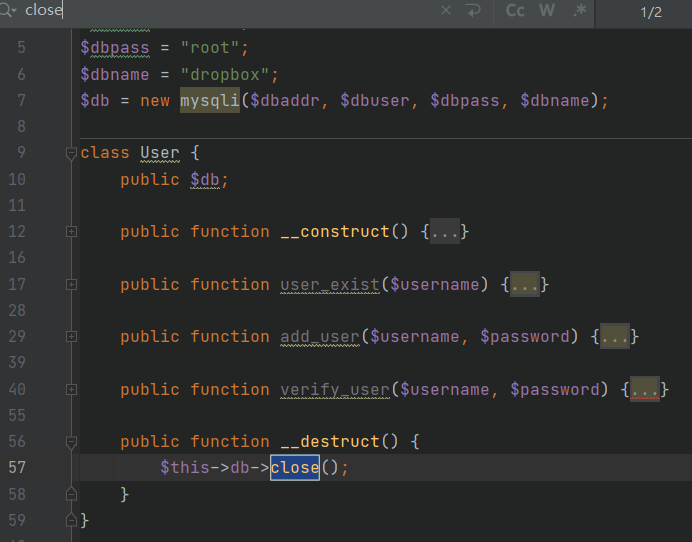 close
Cc W .* 1/2
5 $dbpass = "root";
6 $dbname = "dropbox";
7 $db = new mysqli($dbaddr, $dbuser, $dbpass, $dbname);
8
9 class User {
10 public $db;
11
12 public function __construct() {...}
16
17 public function user_exist($username) {...}
28
29 public function add_user($username, $password) {...}
39
40 public function verify_user($username, $password) {...}
55
56 public function __destruct() {
57 $this->db->close();
58 }
59 }